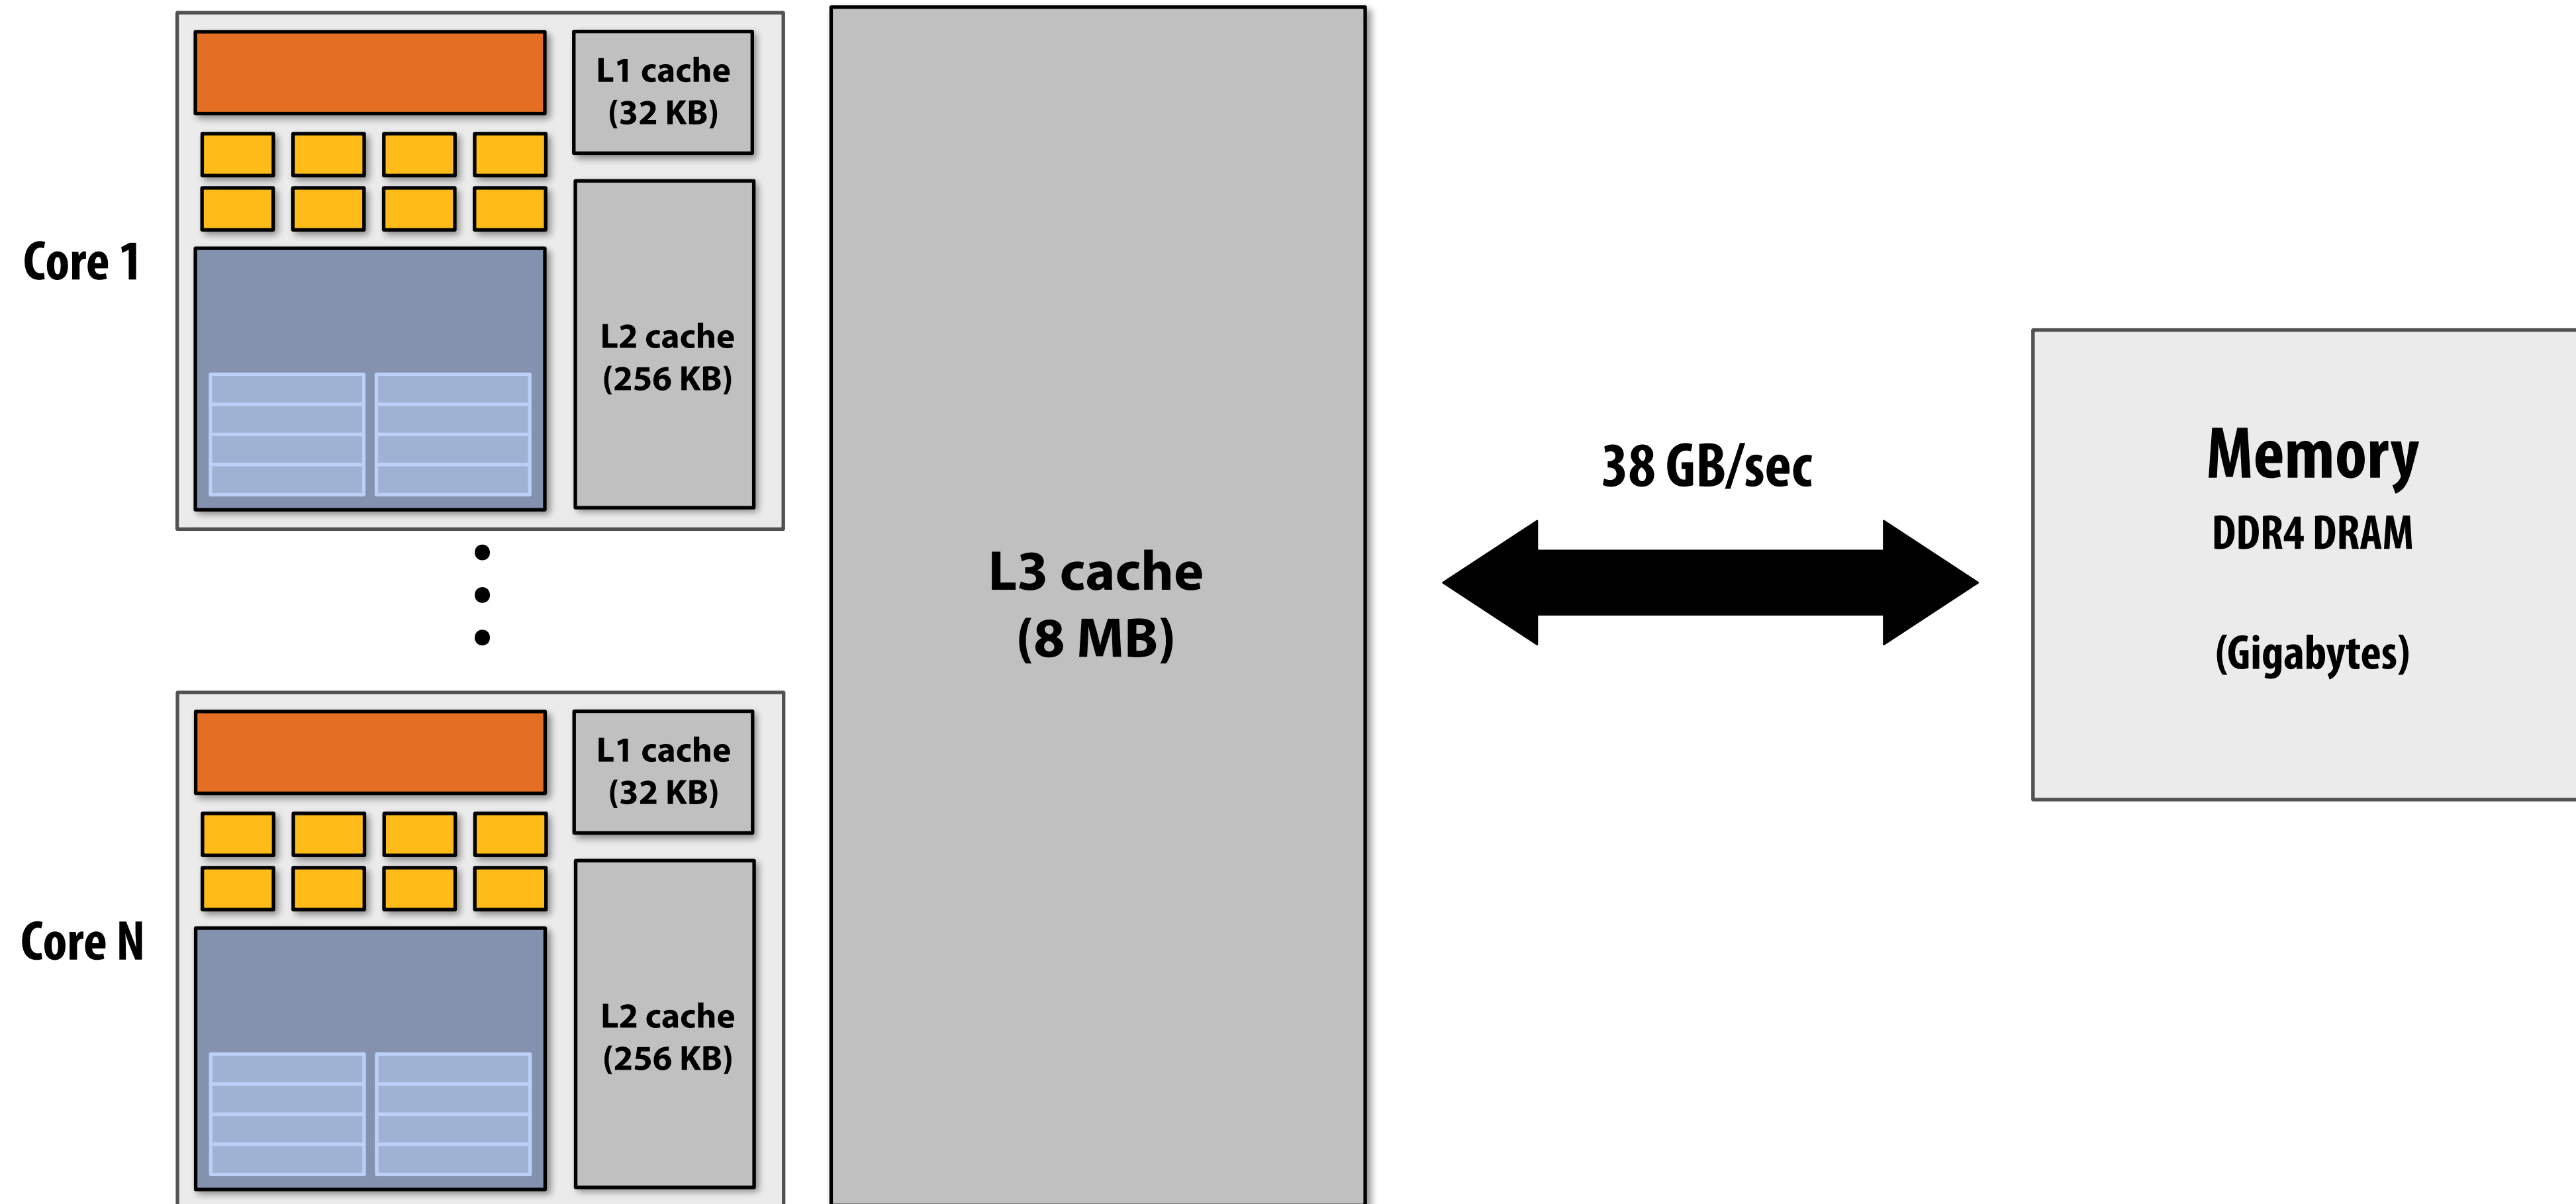 Core 1
L1 cache
(32 KB)
L2 cache
(256 KB)
Core N
L1 cache
(32 KB)
L2 cache
(256 KB)
L3 cache
(8 MB)
38 GB/sec
Memory
DDR4 DRAM
(Gigabytes)